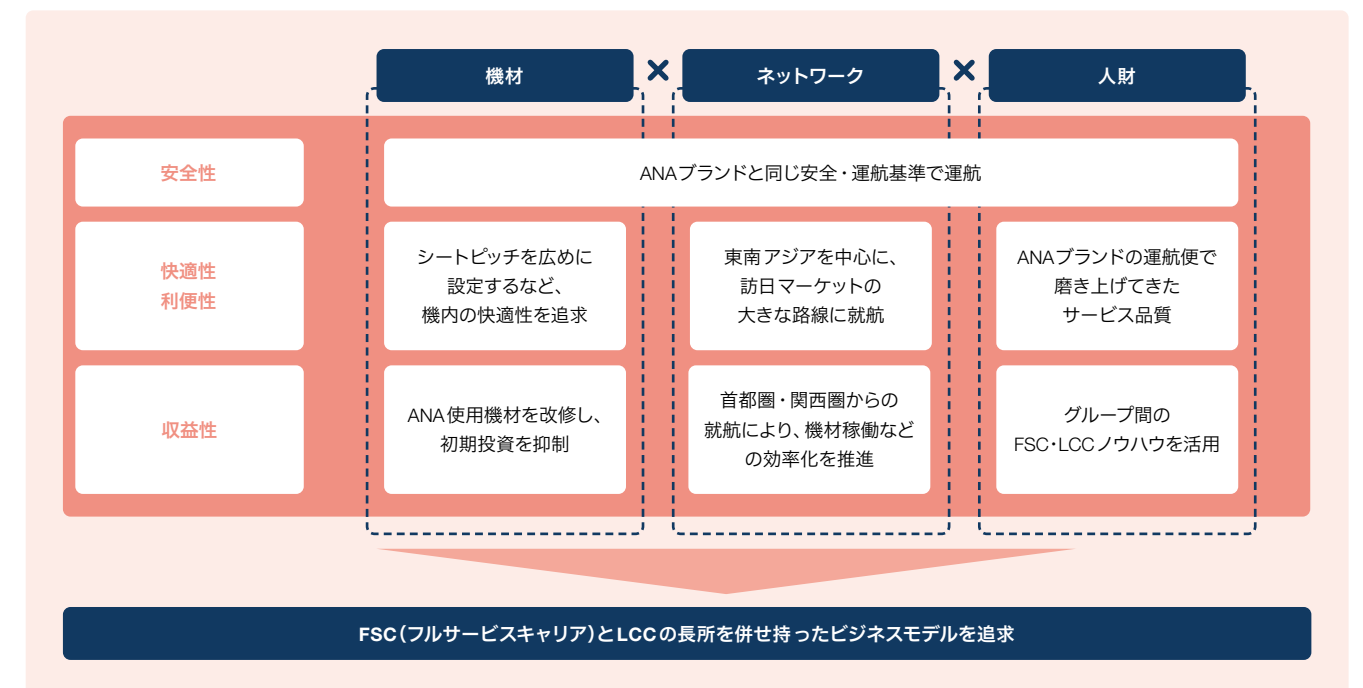 機材
×
ネットワーク
×
人財
安全性
ANAブランドと同じ安全・運航基準で運航
快適性
利便性
シートピッチを広めに
設定するなど、
機内の快適性を追求
東南アジアを中心に、
訪日マーケットの
大きな路線に就航
ANAブランドの運航便で
磨き上げてきた
サービス品質
収益性
ANA使用機材を改修し、
初期投資を抑制
首都圏・関西圏からの
就航により、機材稼働など
の効率化を推進
グループ間の
FSC・LCCノウハウを活用
FSC（フルサービスキャリア）とLCCの長所を併せ持ったビジネスモデルを追求